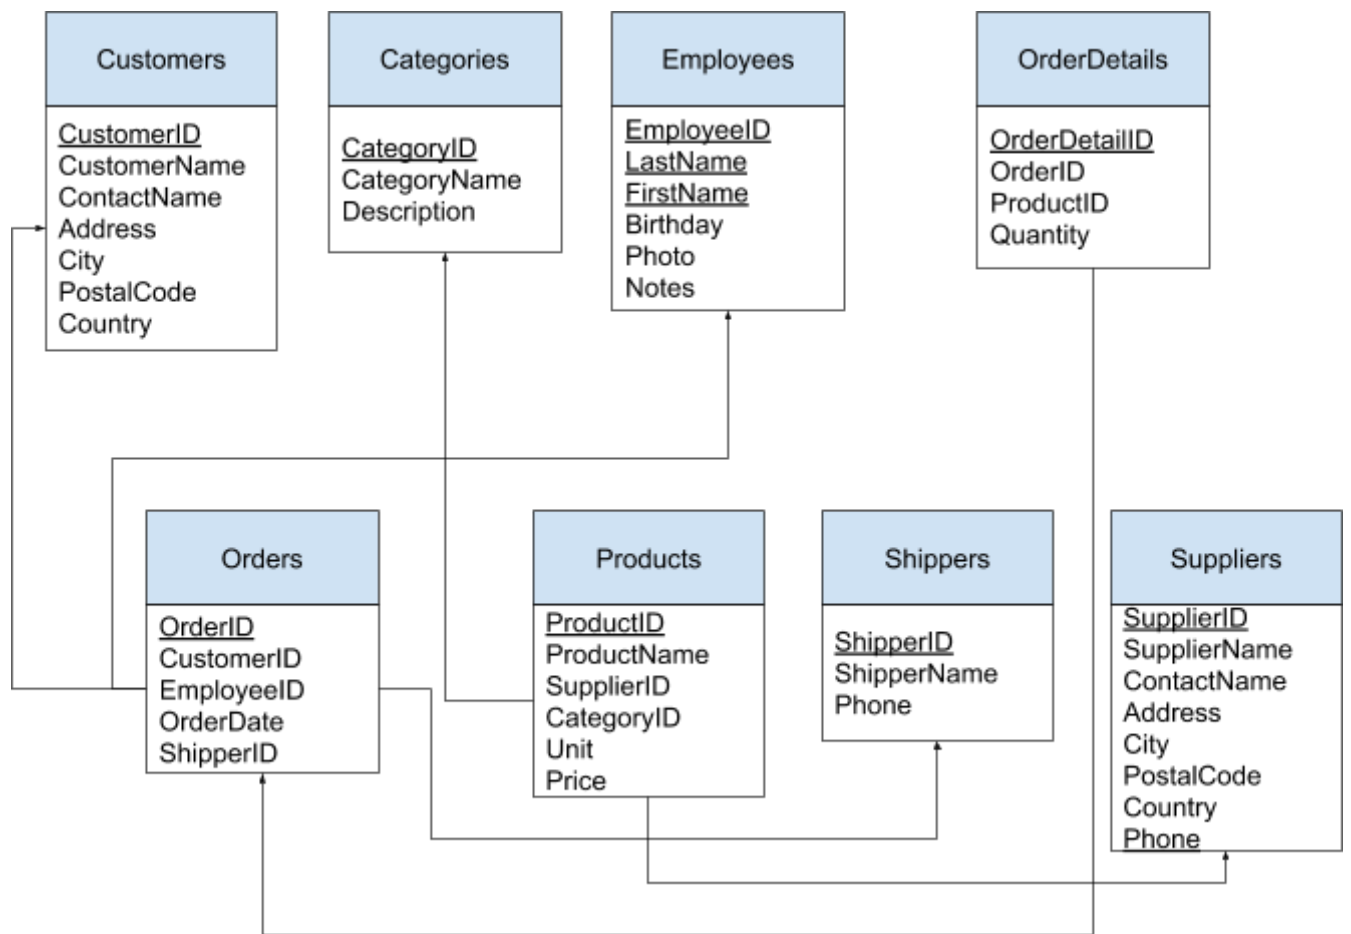 Customers
CustomerID
CustomerName
ContactName
Address
City
PostalCode
Country
Categories
CategoryID
CategoryName
Description
Employees
EmployeeID
LastName
FirstName
Birthday
Photo
Notes
OrderDetails
OrderDetailID
OrderID
ProductID
Quantity
Orders
OrderID
CustomerID
EmployeeID
OrderDate
ShipperID
Products
ProductID
ProductName
SupplierID
CategoryID
Unit
Price
Shippers
ShipperID
ShipperName
Phone
Suppliers
SupplierID
SupplierName
ContactName
Address
City
PostalCode
Country
Phone